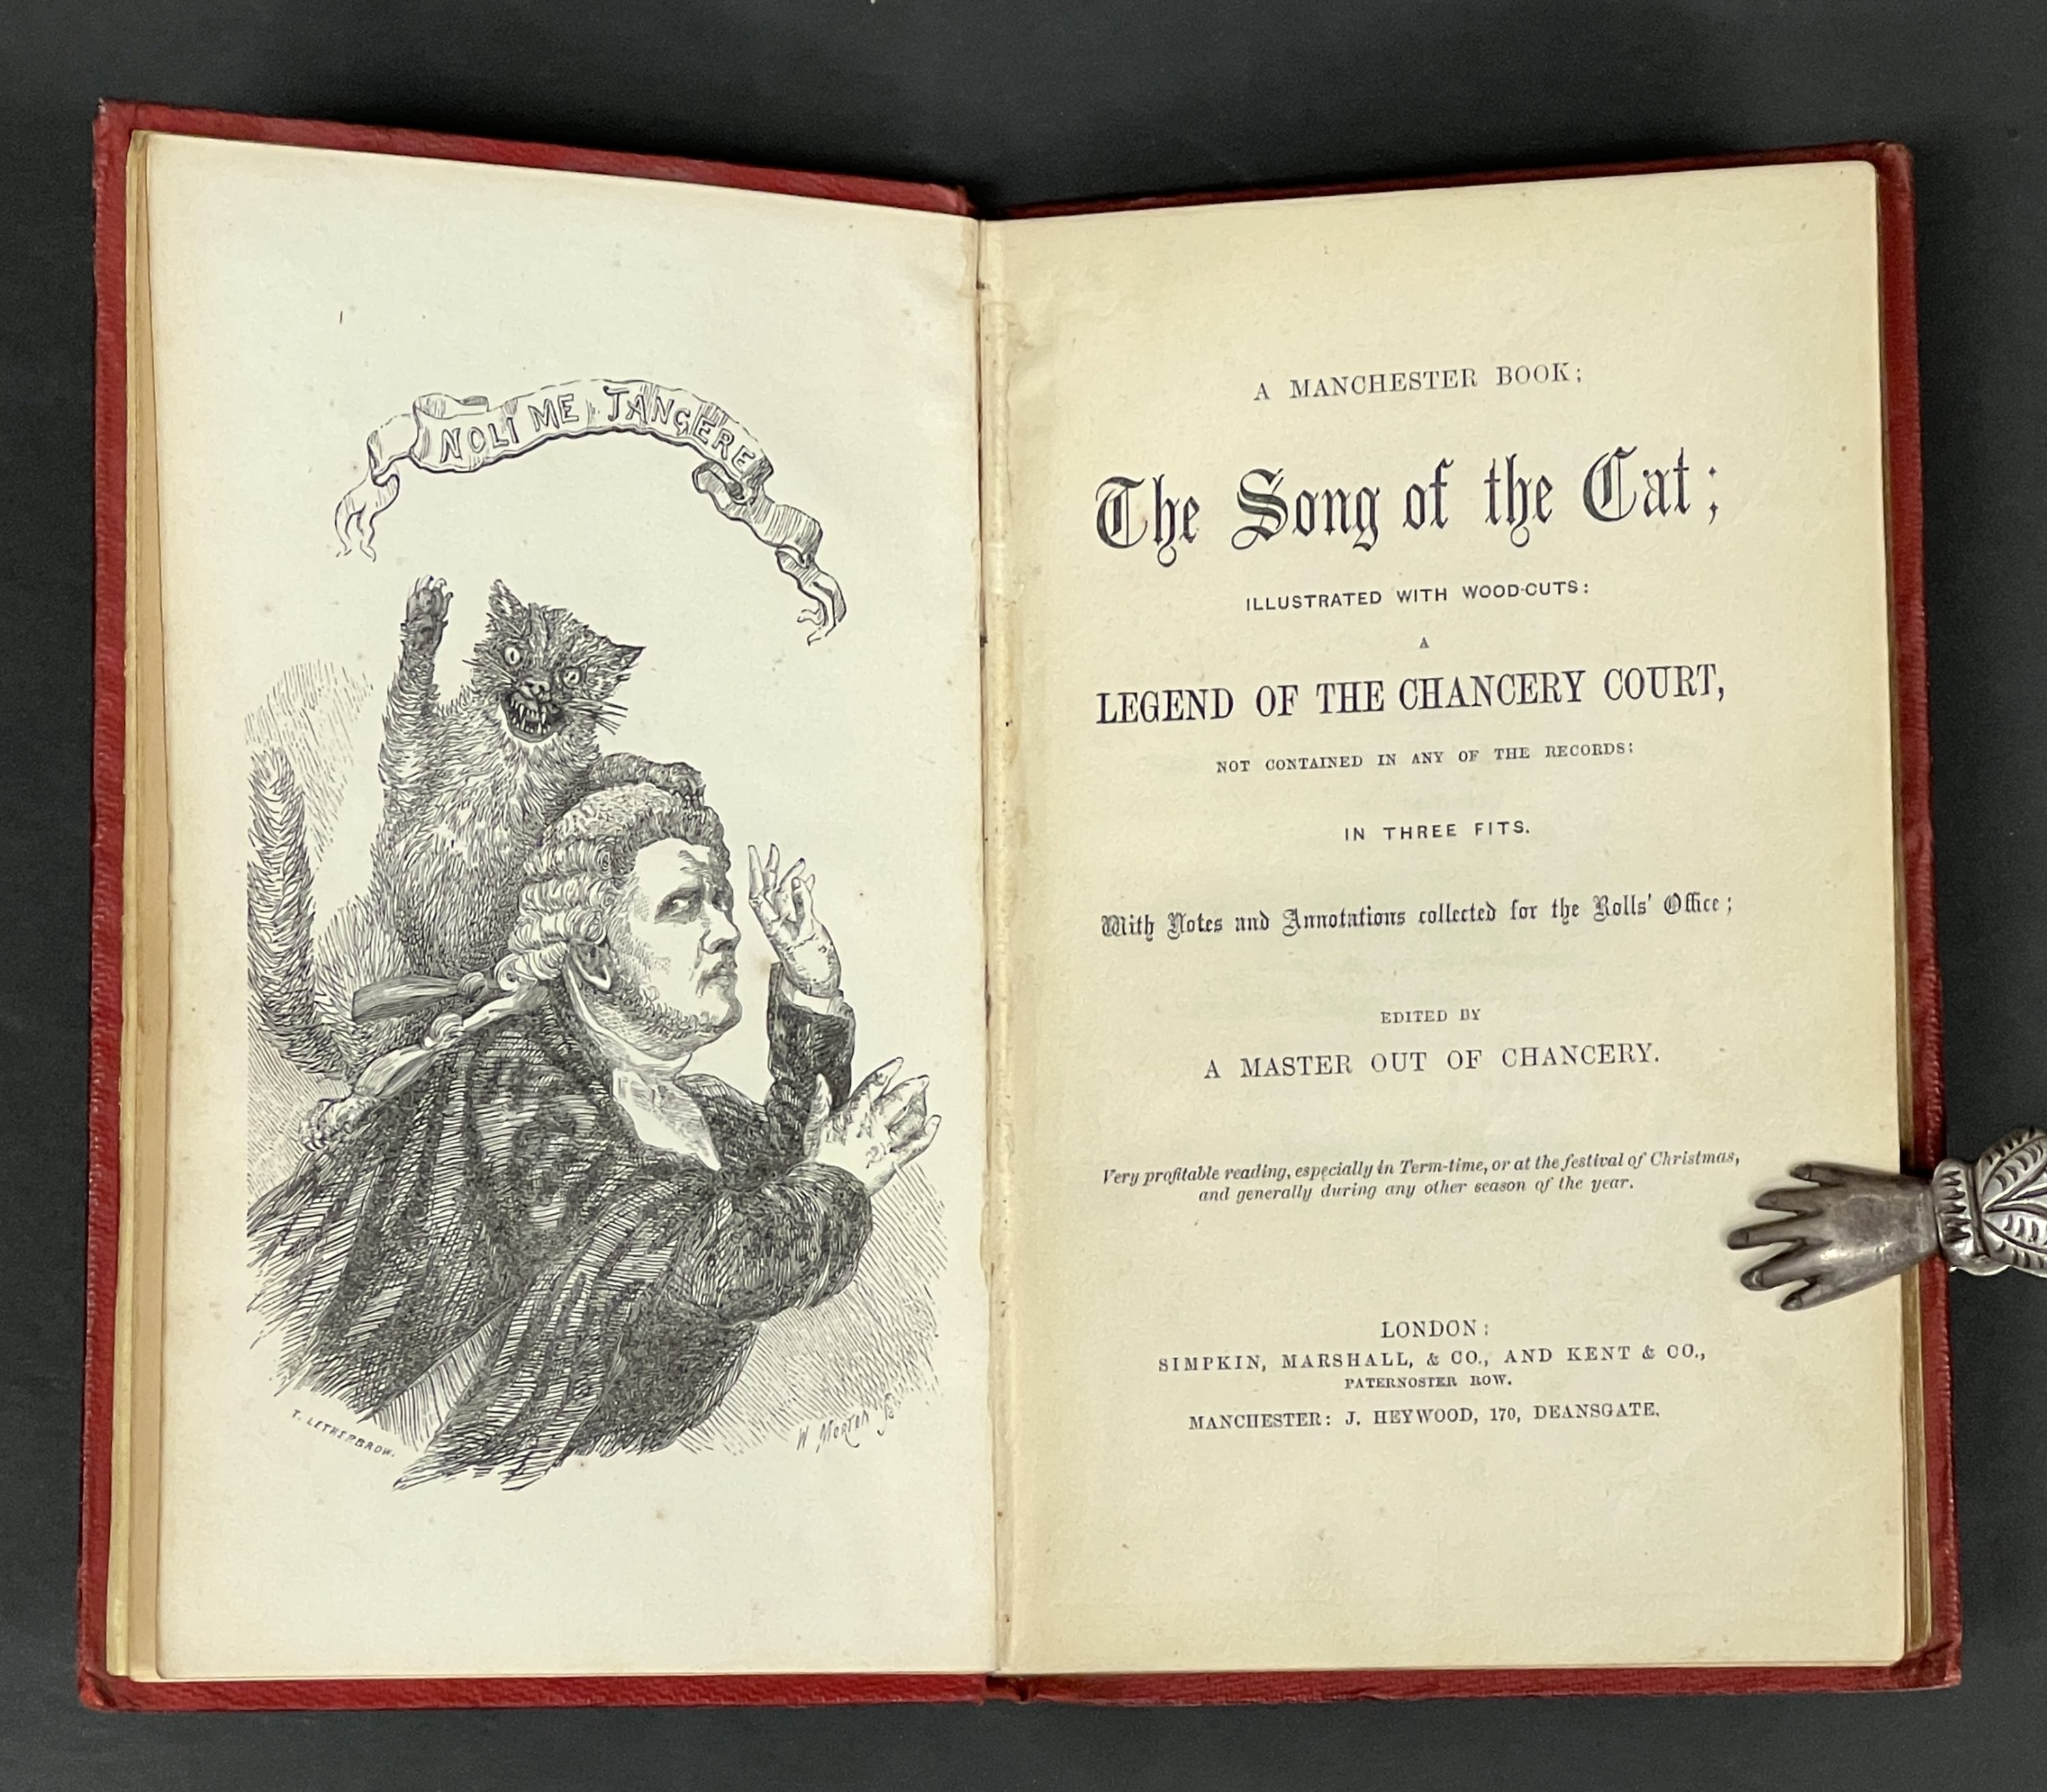 NOLI ME TANGERE
T. LETHERBROW.
W MORTON
A MANCHESTER BOOK;
The Song of the Cat;
ILLUSTRATED WITH WOOD-CUTS:
A
LEGEND OF THE CHANCERY COURT,
NOT CONTAINED IN ANY OF THE RECORDS:
IN THREE FITS.
With Notes and Annotations collected for the Rolls' Office;
EDITED BY
A MASTER OUT OF CHANCERY.
Very profitable reading, especially in Term-time, or at the festival of Christmas,
and generally during any other season of the year.
LONDON:
SIMPKIN, MARSHALL, & CO., AND KENT & CO.,
PATERNOSTER ROW.
MANCHESTER: J. HEYWOOD, 170, DEANSGATE.